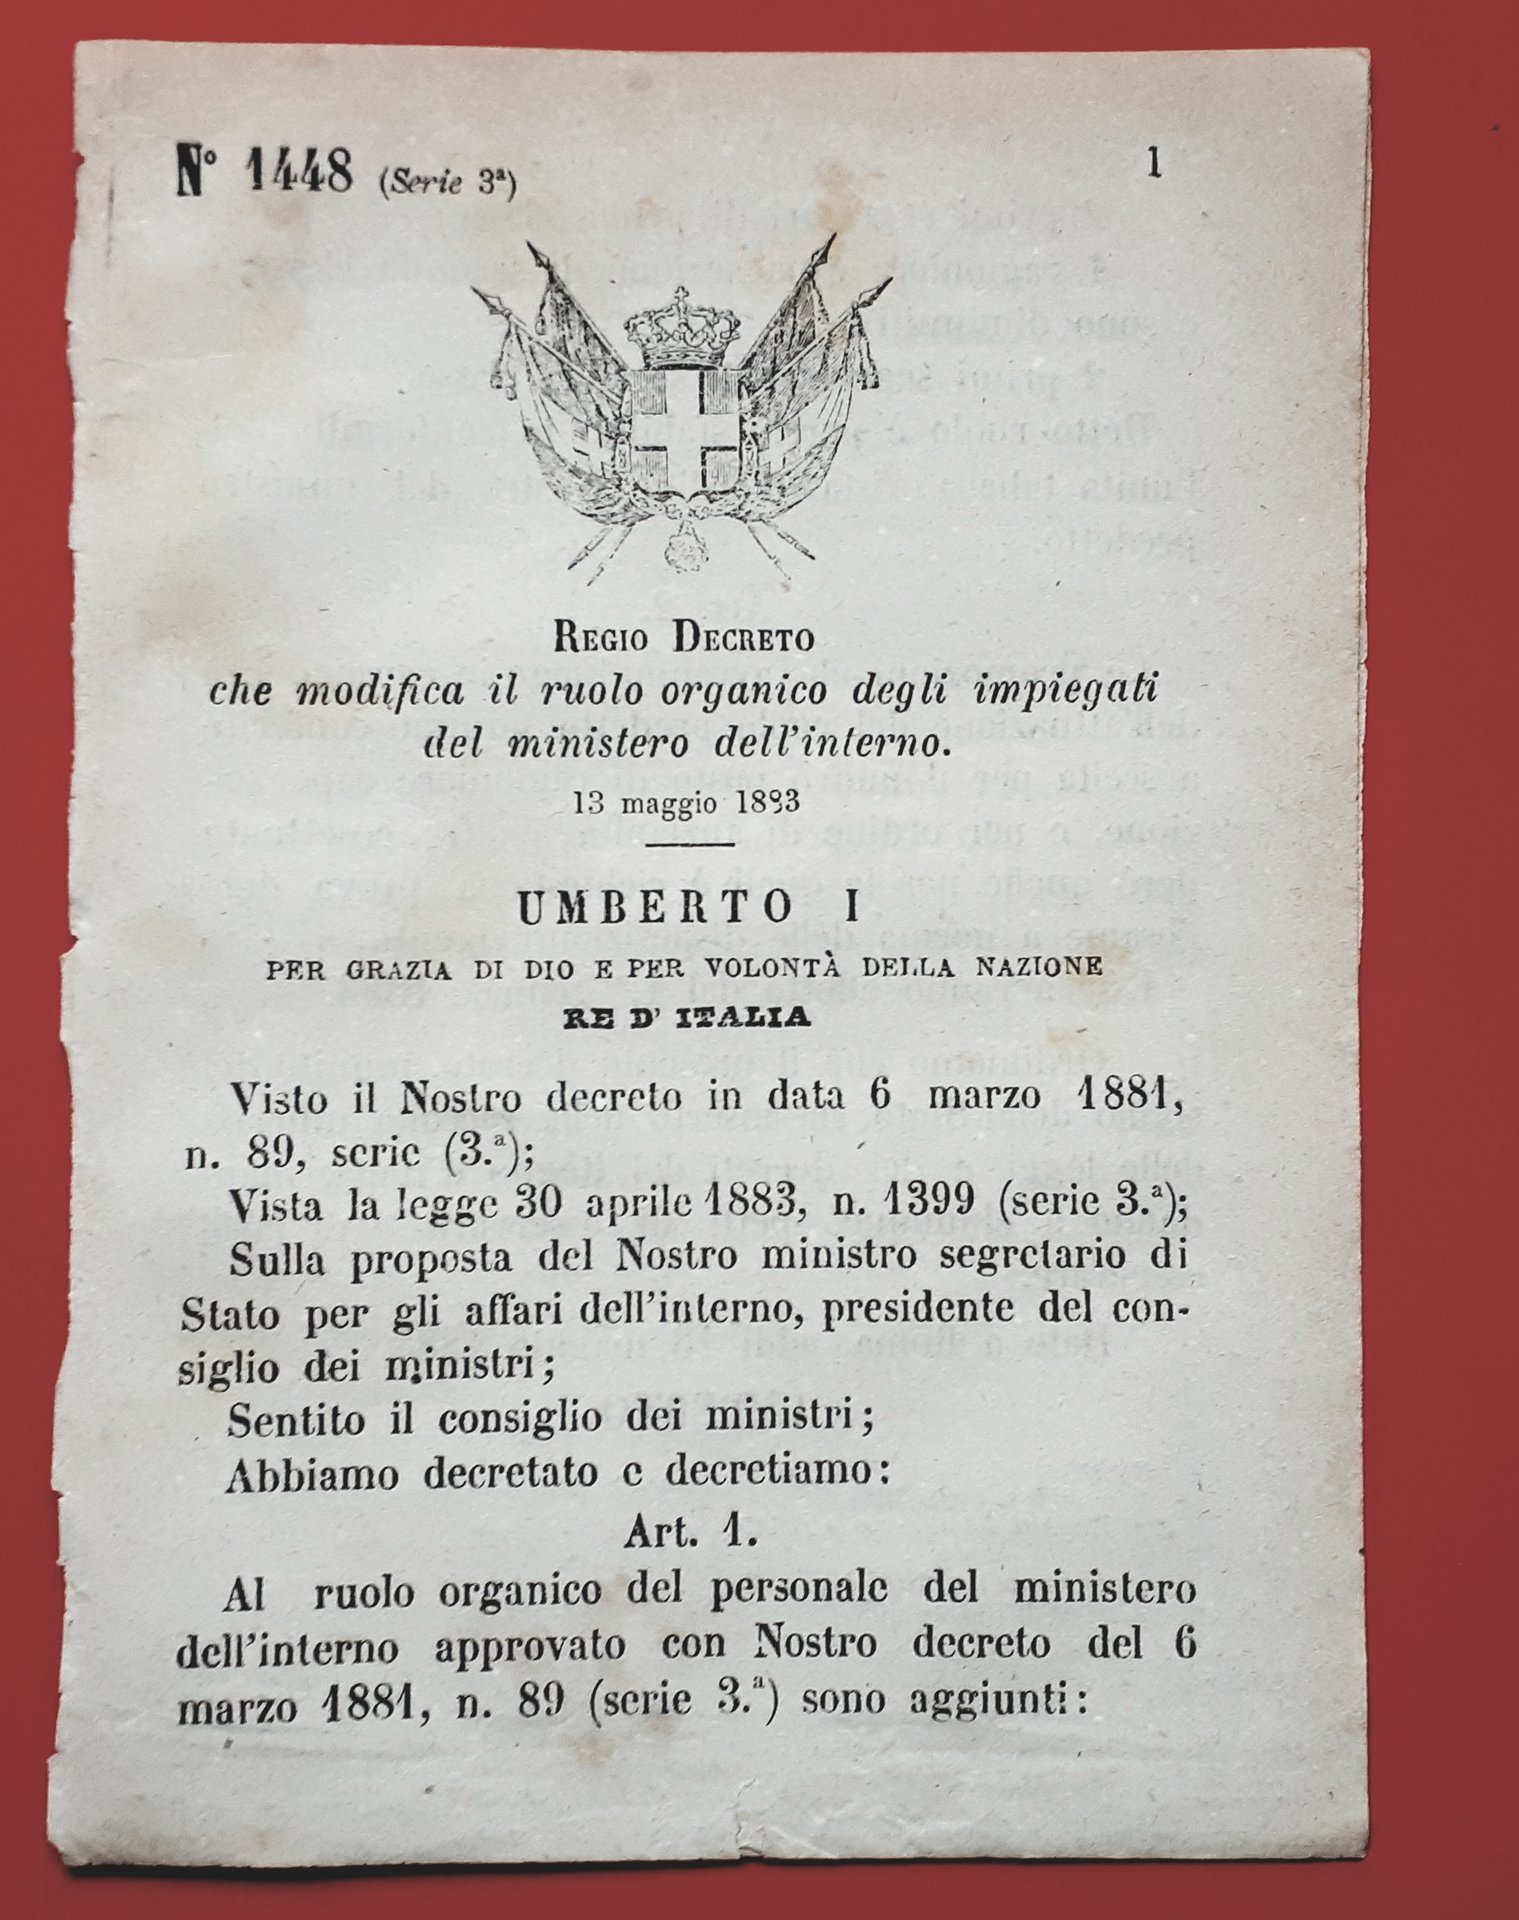 N° 1448 (Serie 3ª)
1
REGIO DECRETO
che modifica il ruolo organico degli impiegati
del ministero dell'interno.
13 maggio 1883
UMBERTO I
PER GRAZIA DI DIO E PER VOLONTÀ DELLA NAZIONE
RE D' ITALIA
Visto il Nostro decreto in data 6 marzo 1881,
n. 89, serie (3.ª);
Vista la legge 30 aprile 1883, n. 1399 (serie 3.ª);
Sulla proposta del Nostro ministro segretario di
Stato per gli affari dell'interno, presidente del con-
siglio dei ministri;
Sentito il consiglio dei ministri;
Abbiamo decretato e decretiamo:
Art. 1.
Al ruolo organico del personale del ministero
dell'interno approvato con Nostro decreto del 6
marzo 1881, n. 89 (serie 3.ª) sono aggiunti: